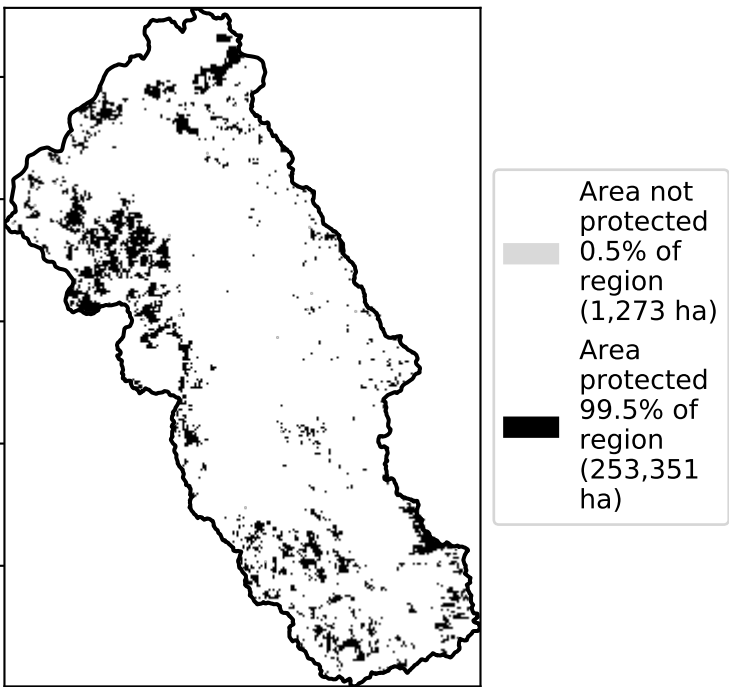 Area not
protected
0.5% of
region
(1,273 ha)
Area
protected
99.5% of
region
(253,351
ha)